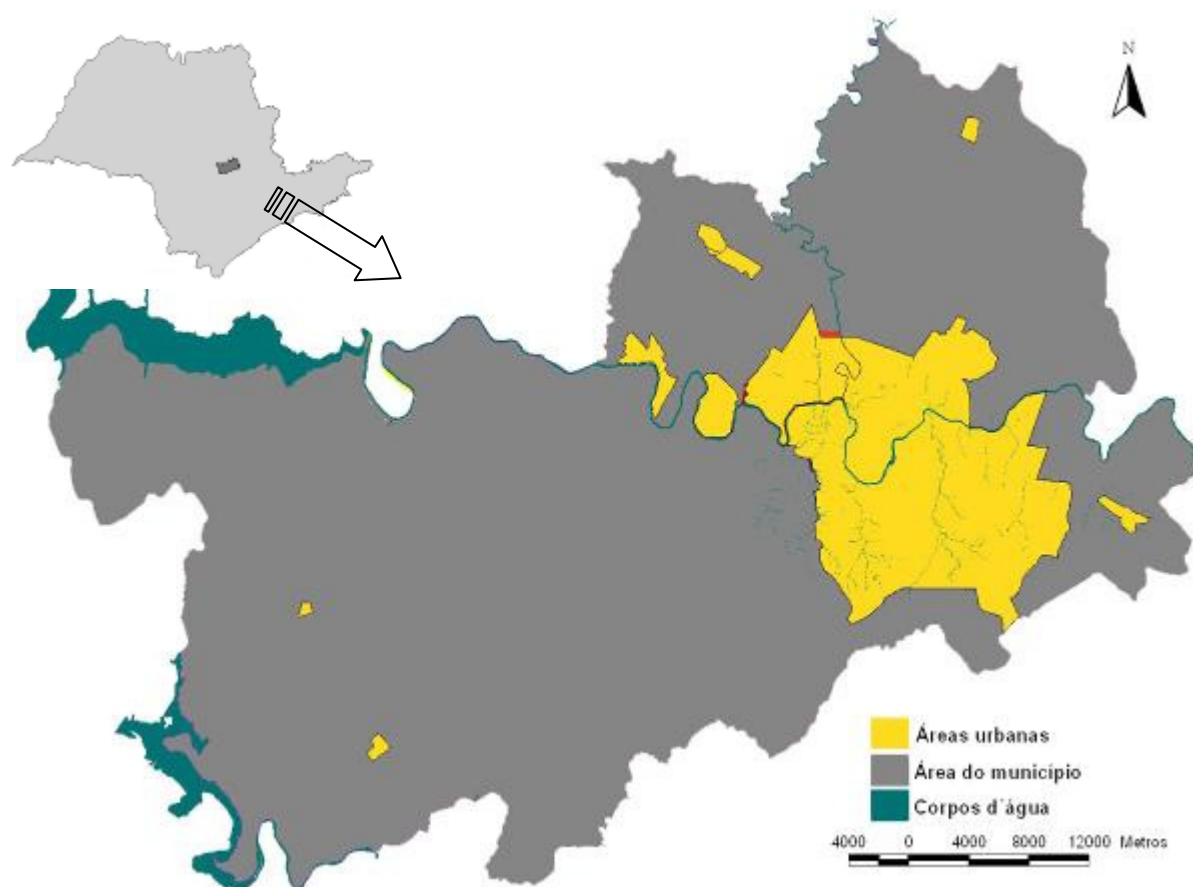 N
Áreas urbanas
Área do município
Corpos d´água
4000 0 4000 8000 12000 Metros